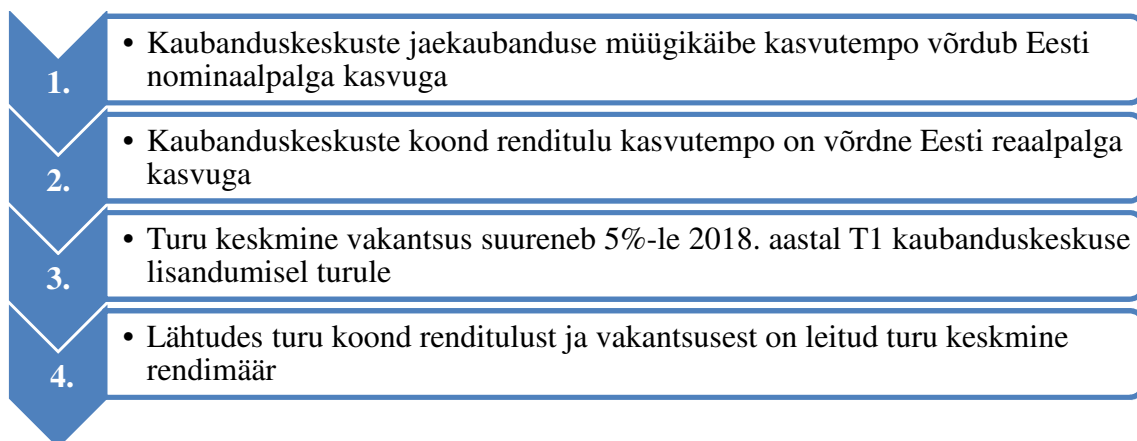 1.
• Kaubanduskeskuste jaekaubanduse müügikäibe kasvutempo võrdub Eesti
nominaalpalga kasvuga
2.
• Kaubanduskeskuste koond renditulu kasvutempo on võrdne Eesti reaalpalga
kasvuga
3.
• Turu keskmine vakantsus suureneb 5%-le 2018. aastal T1 kaubanduskeskuse
lisandumisel turule
4.
• Lähtudes turu koond renditulust ja vakantsusest on leitud turu keskmine
rendimäär